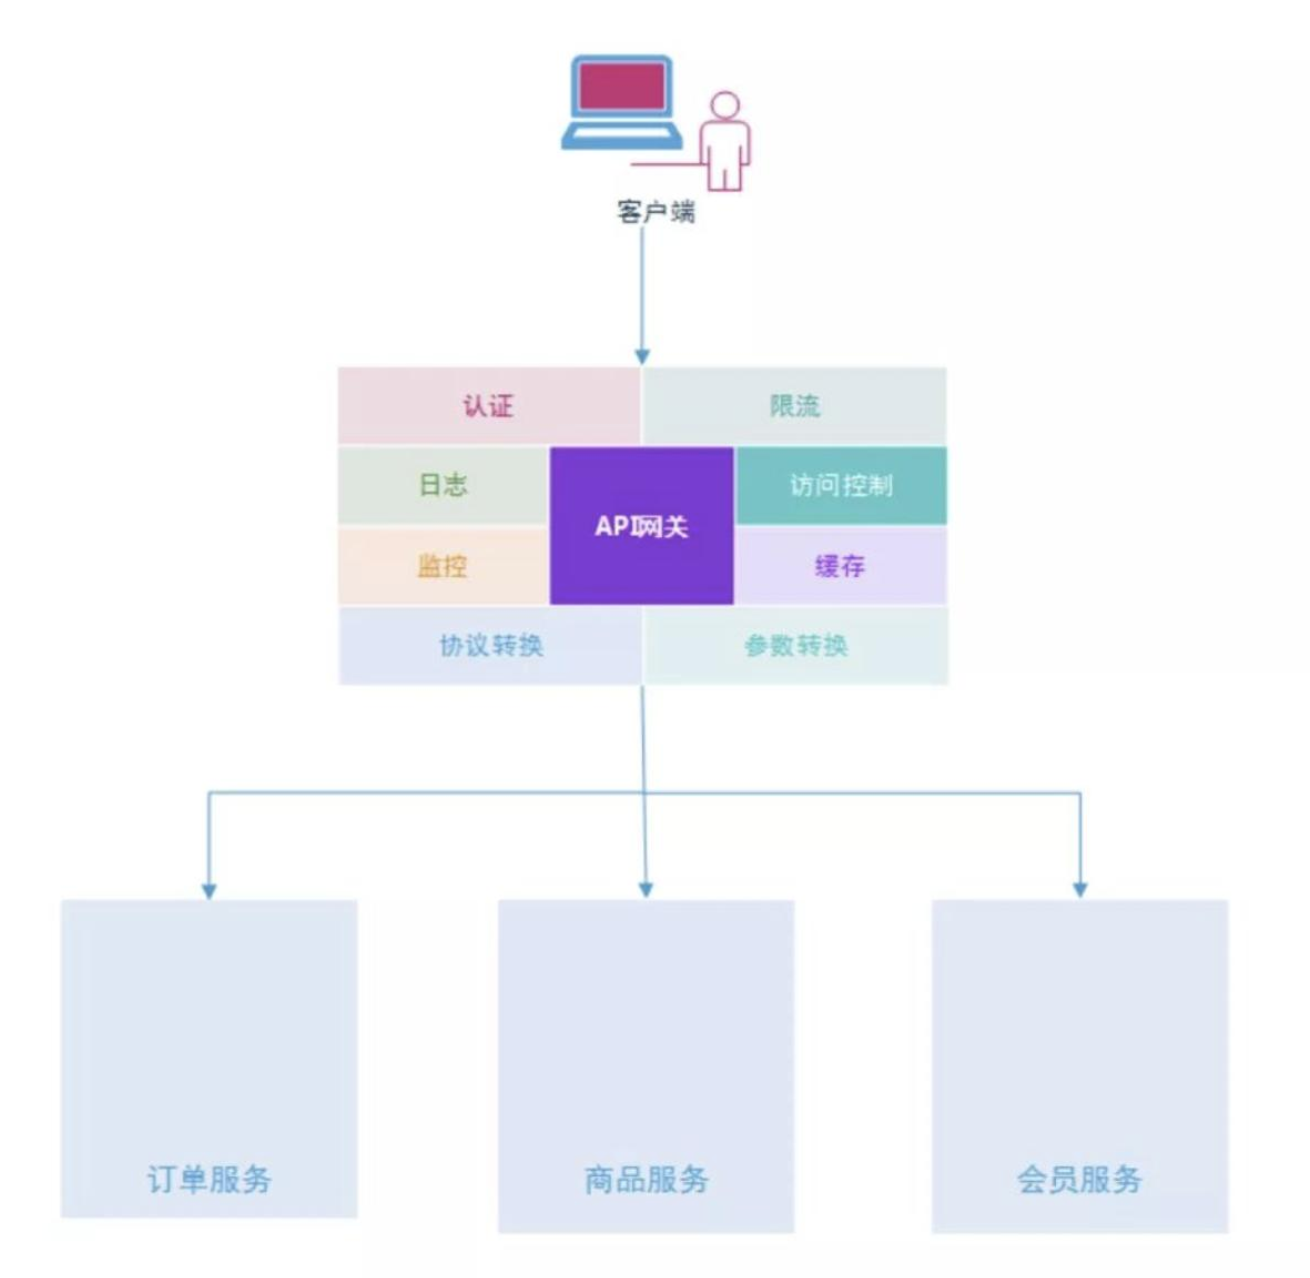 客户端
认证
限流
日志
访问控制
API网关
监控
缓存
协议转换
参数转换
订单服务
商品服务
会员服务